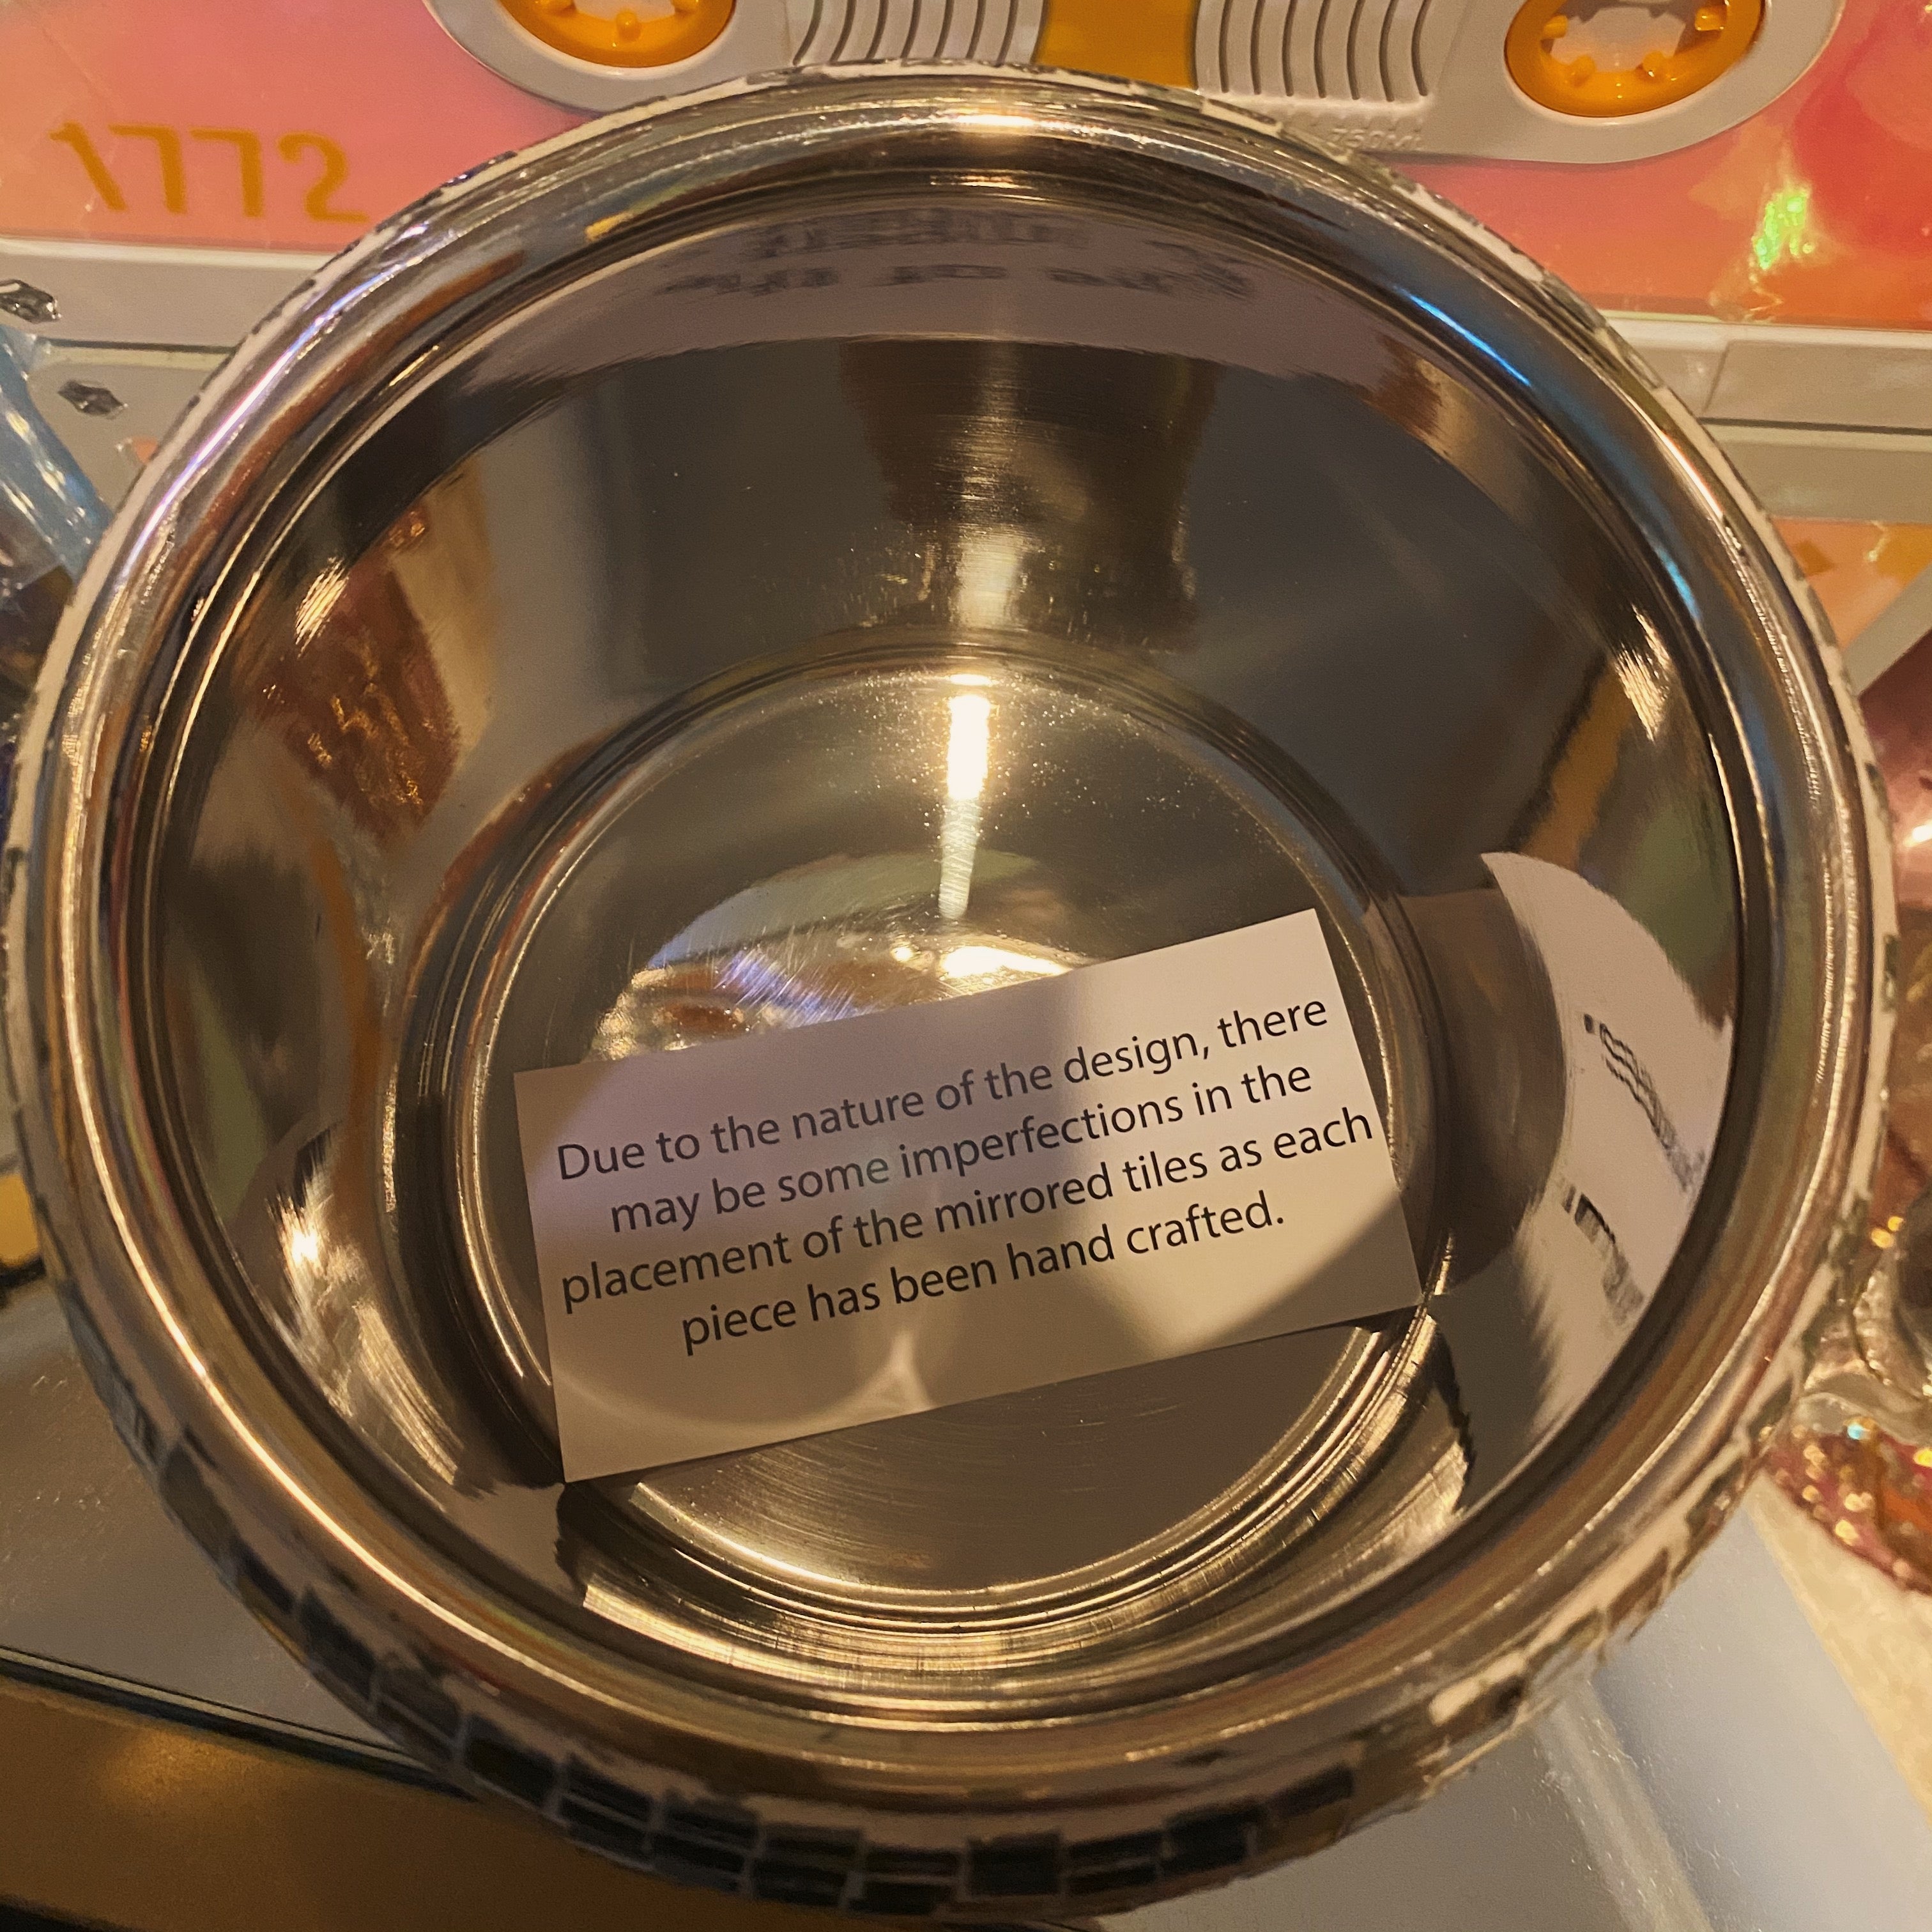 1772
Due to the nature of the design, there
may be some imperfections in the
placement of the mirrored tiles as each
piece has been hand crafted.